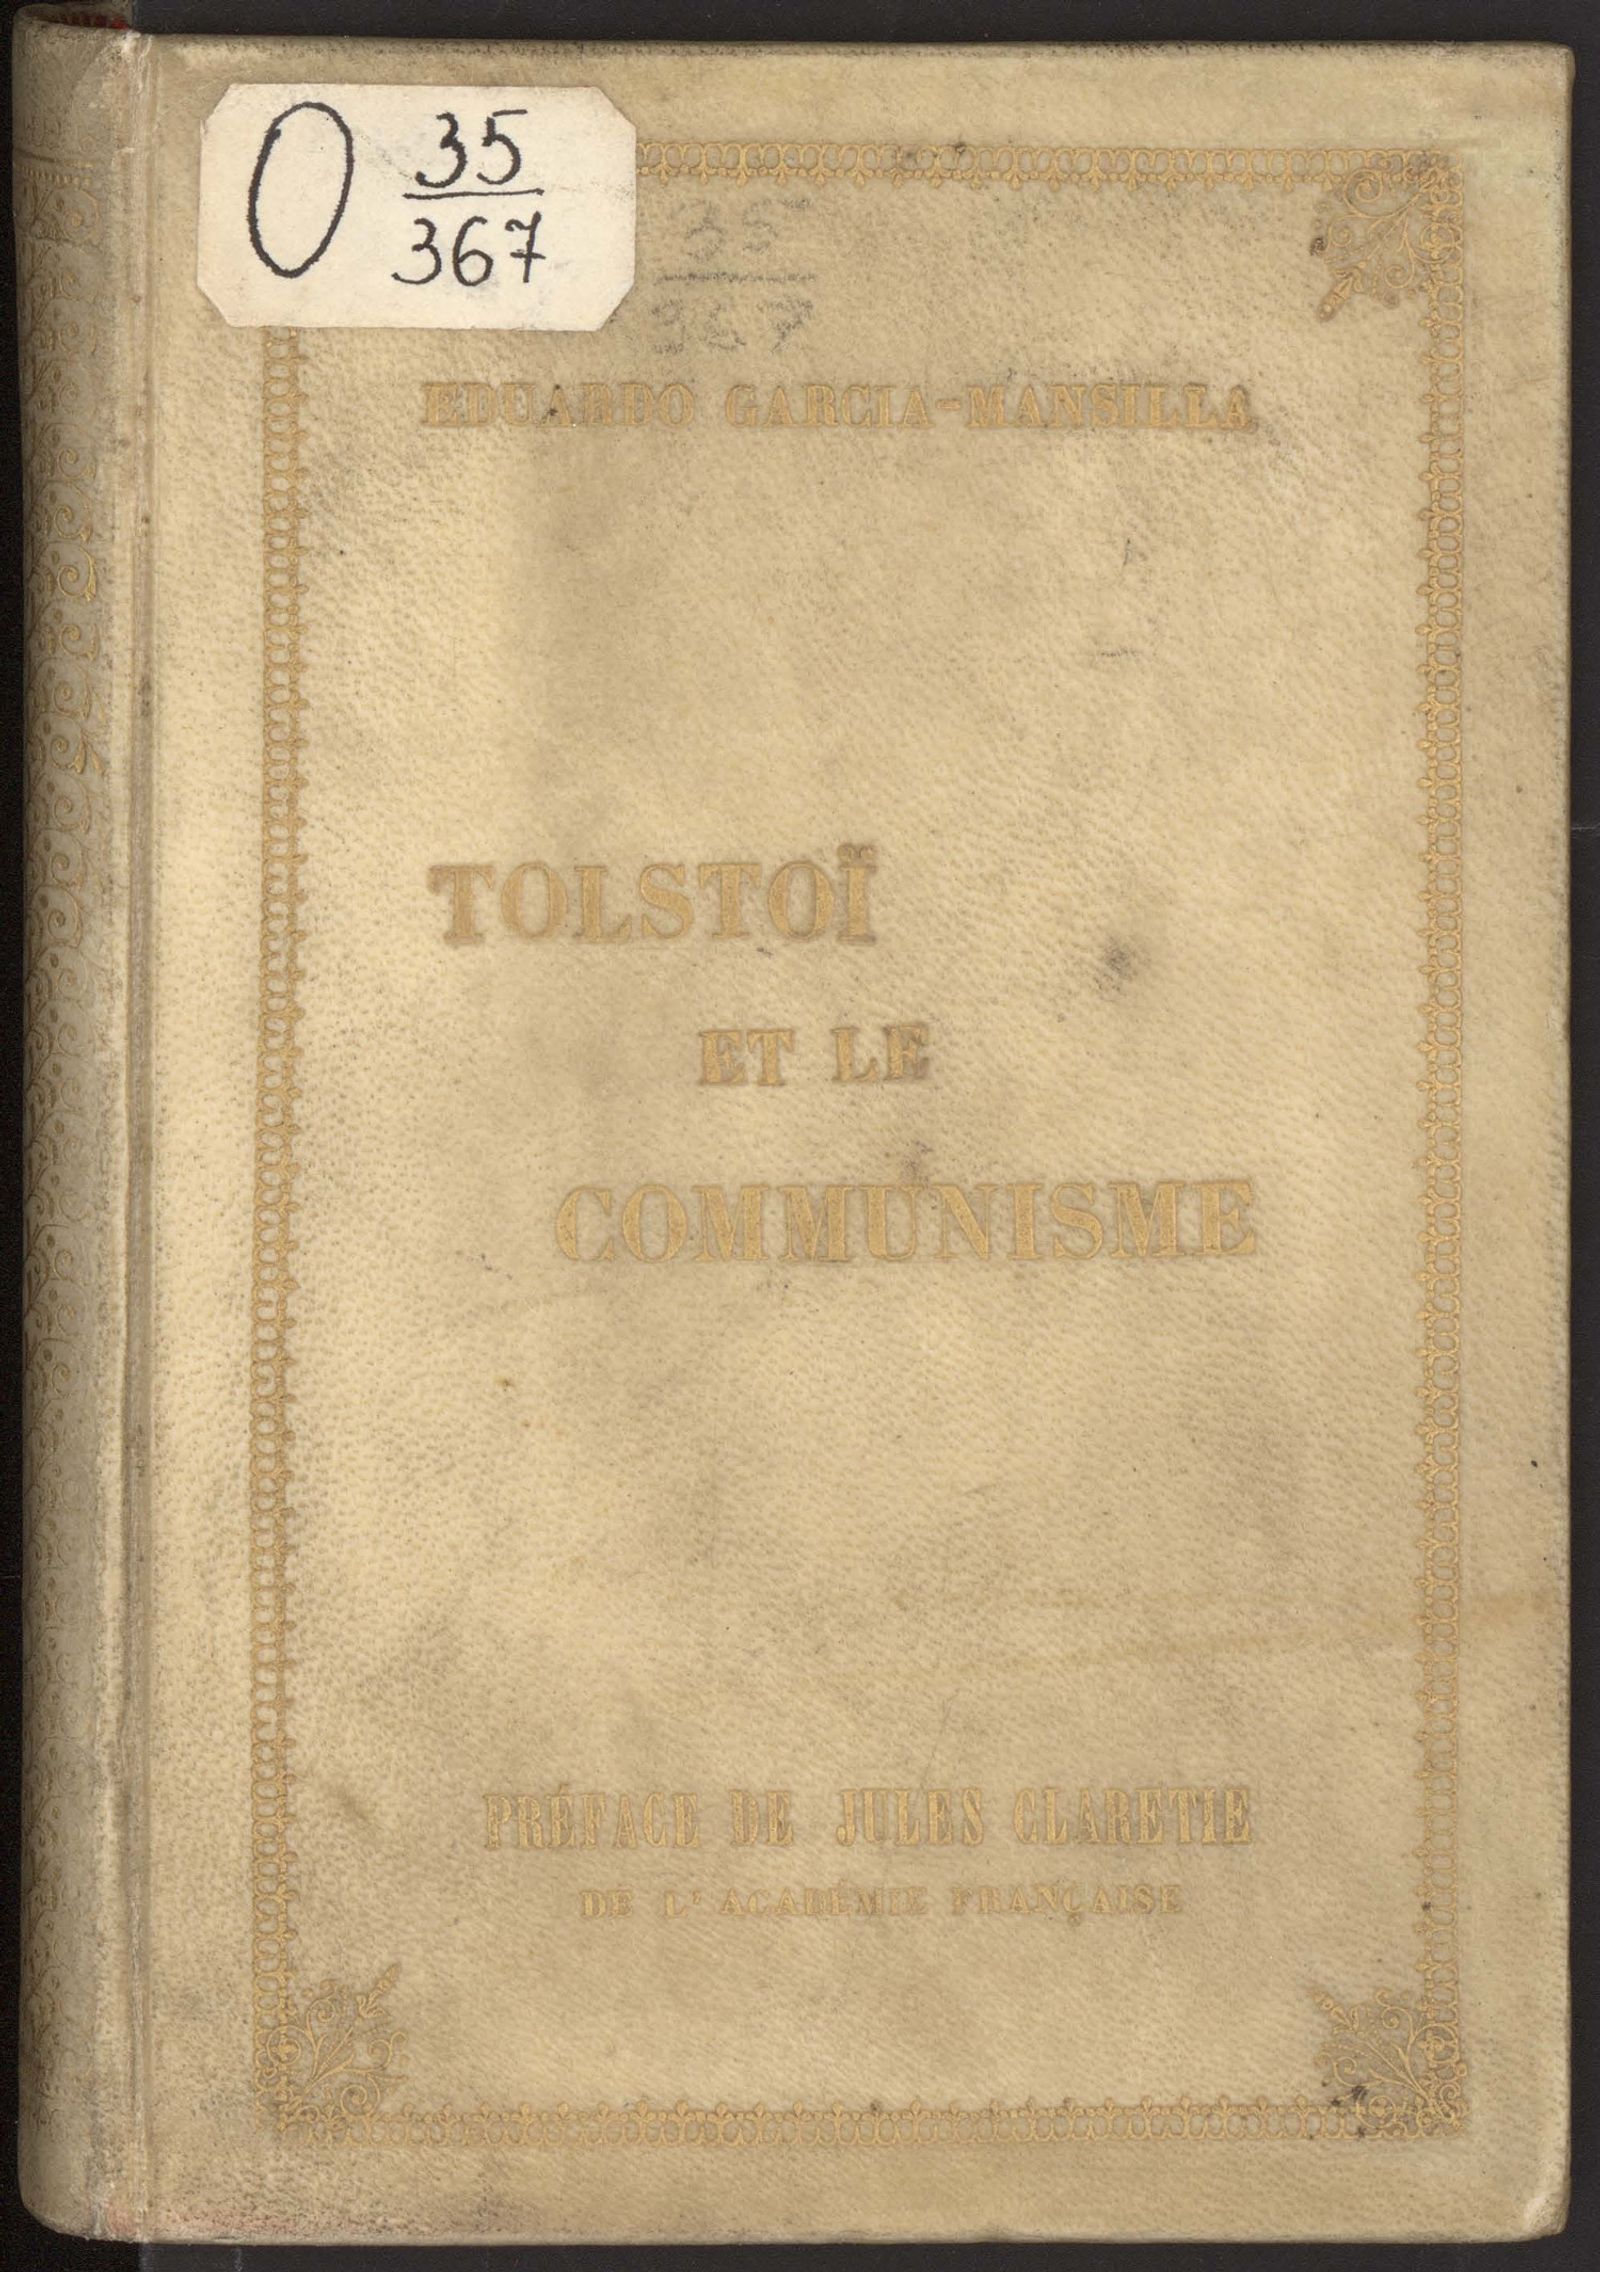 O 35
367
35
367
EDUARDO GARCIA-MANSILLA
TOLSTOÏ
ET LE
COMMUNISME
PRÉFACE DE JULES CLARETIE
DE L'ACADÉMIE FRANÇAISE